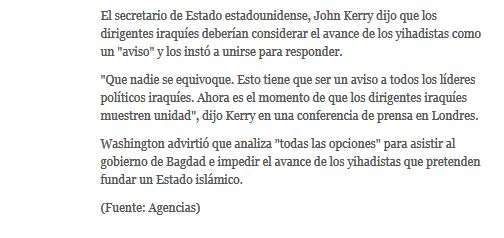 El secretario de Estado estadounidense, John Kerry dijo que los
dirigentes iraquíes deberían considerar el avance de los yihadistas como
un "aviso" y los instó a unirse para responder.
"Que nadie se equivoque. Esto tiene que ser un aviso a todos los líderes
políticos iraquíes. Ahora es el momento de que los dirigentes iraquíes
muestren unidad", dijo Kerry en una conferencia de prensa en Londres.
Washington advirtió que analiza "todas las opciones" para asistir al
gobierno de Bagdad e impedir el avance de los yihadistas que pretenden
fundar un Estado islámico.
(Fuente: Agencias)